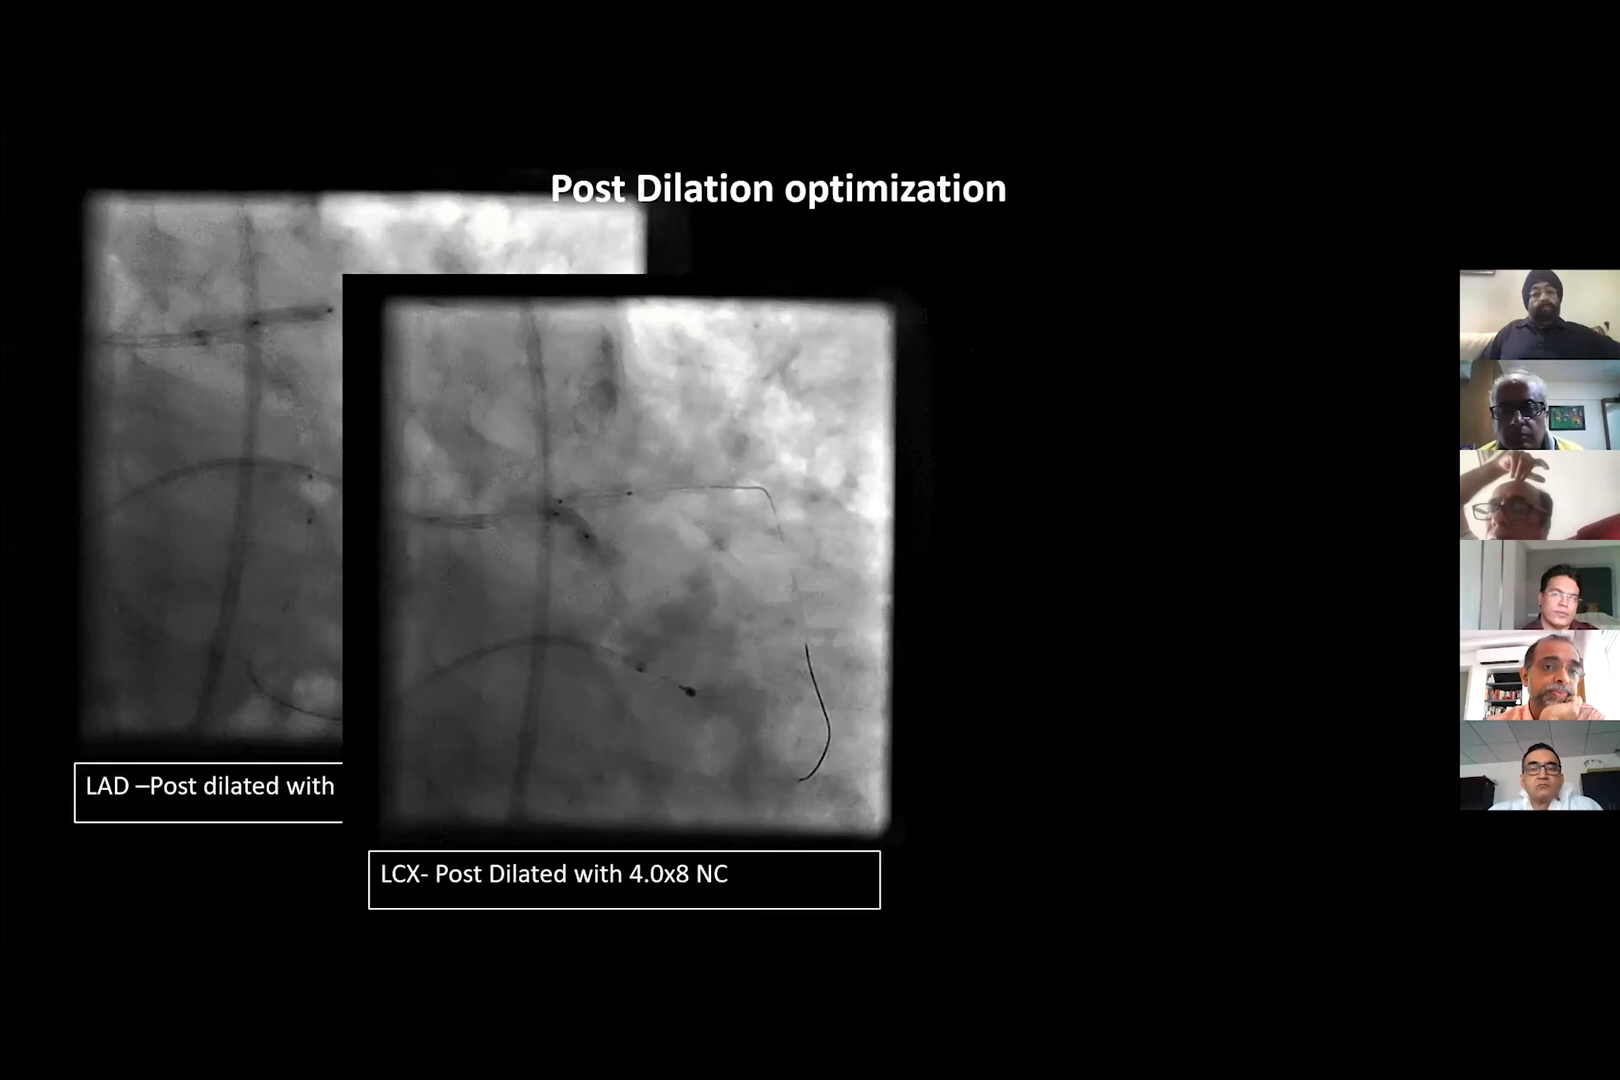 Post Dilation optimization
LAD –Post dilated with
LCX- Post Dilated with 4.0x8 NC